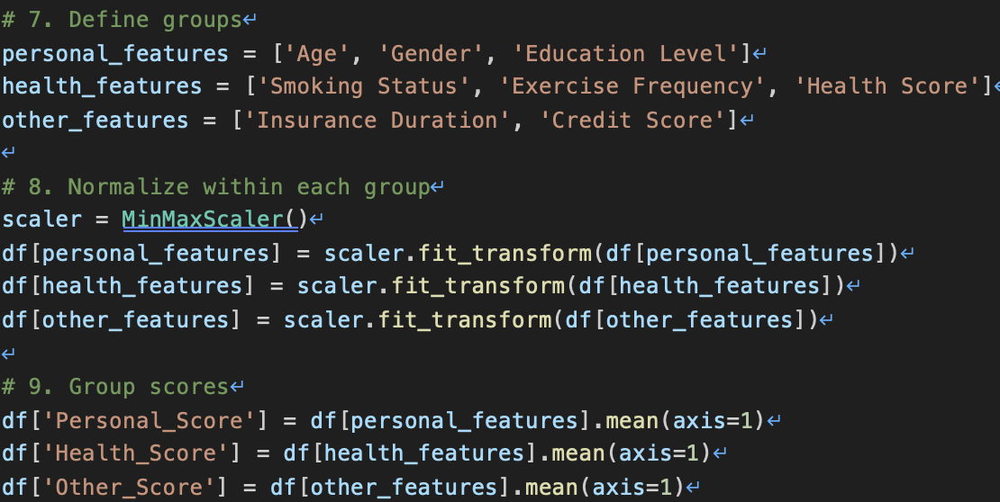 # 7. Define groups↵
personal_features = ['Age', 'Gender', 'Education Level']↵
health_features = ['Smoking Status', 'Exercise Frequency', 'Health Score']↵
other_features = ['Insurance Duration', 'Credit Score']↵
↵
# 8. Normalize within each group↵
scaler = MinMaxScaler()↵
df[personal_features] = scaler.fit_transform(df[personal_features])↵
df[health_features] = scaler.fit_transform(df[health_features])↵
df[other_features] = scaler.fit_transform(df[other_features])↵
↵
# 9. Group scores↵
df['Personal_Score'] = df[personal_features].mean(axis=1)↵
df['Health_Score'] = df[health_features].mean(axis=1)↵
df['Other_Score'] = df[other_features].mean(axis=1)↵